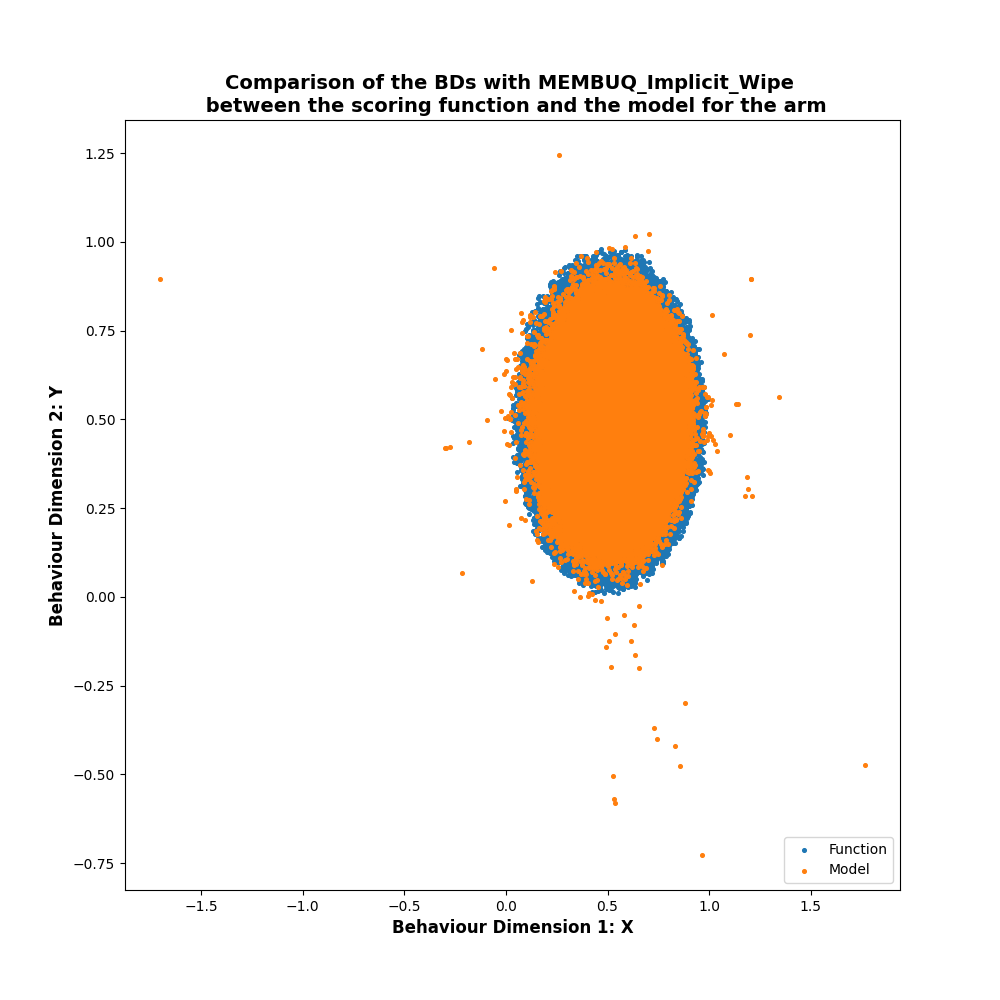 Comparison of the BDs with MEMBUQ_Implicit_Wipe
between the scoring function and the model for the arm
1.25
1.00
0.75
0.50
0.25
0.00
−0.25
−0.50
−0.75
Behaviour Dimension 2: Y
Function
Model
−1.5
−1.0
−0.5
0.0
0.5
1.0
1.5
Behaviour Dimension 1: X